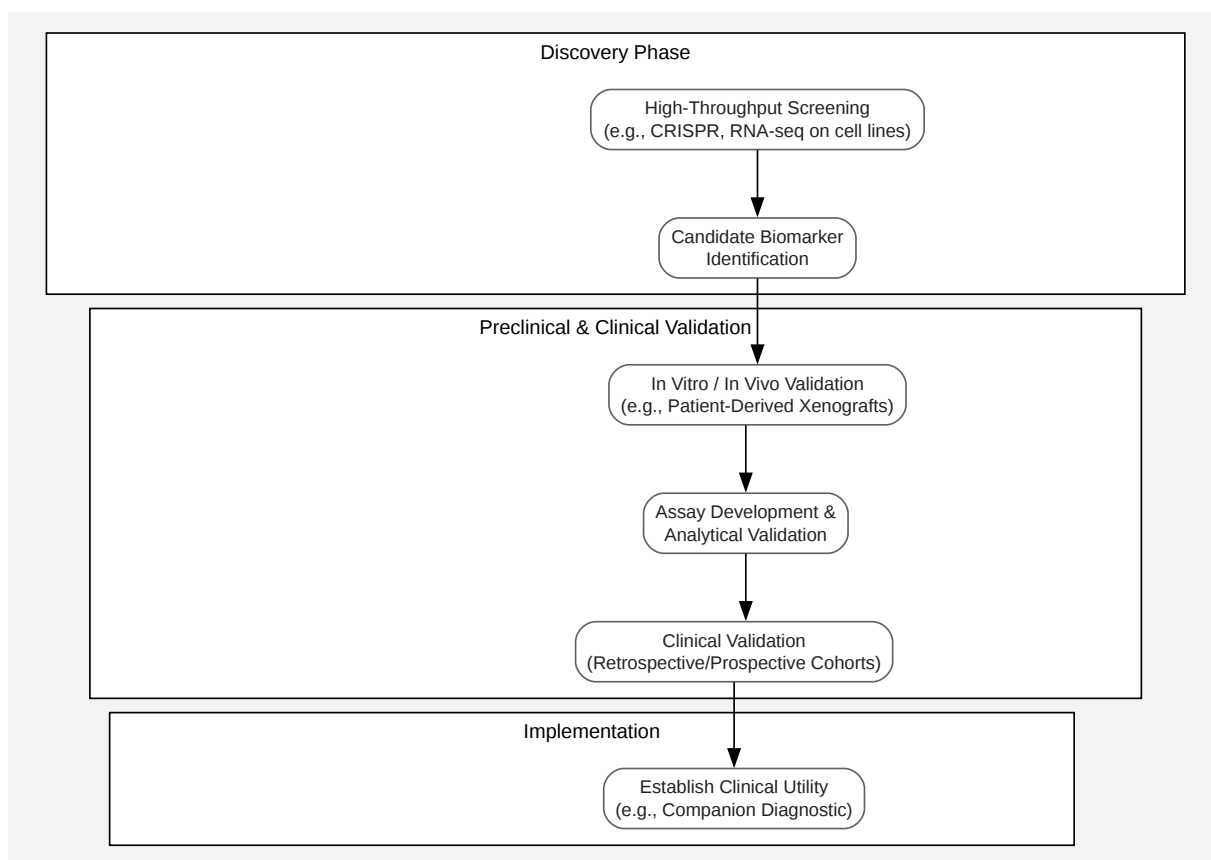 Discovery Phase
High-Throughput Screening
(e.g., CRISPR, RNA-seq on cell lines)
Candidate Biomarker
Identification
Preclinical & Clinical Validation
In Vitro / In Vivo Validation
(e.g., Patient-Derived Xenografts)
Assay Development &
Analytical Validation
Clinical Validation
(Retrospective/Prospective Cohorts)
Implementation
Establish Clinical Utility
(e.g., Companion Diagnostic)